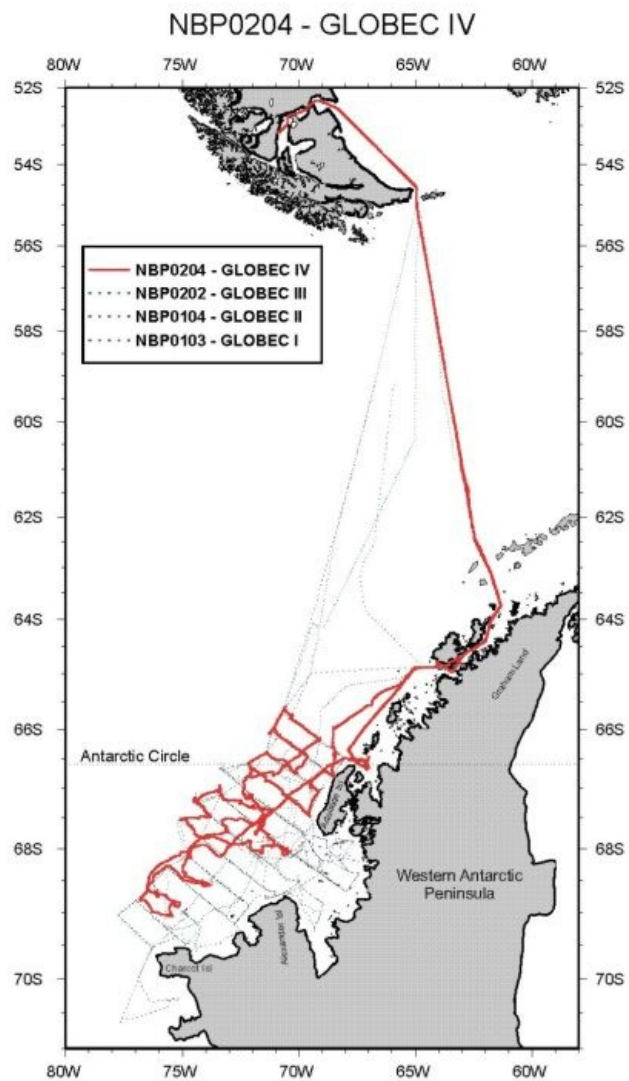 NBP0204 - GLOBEC IV
80W 75W 70W 65W 60W
52S 52S
54S 54S
56S 56S
NBP0204 - GLOBEC IV
NBP0202 - GLOBEC III
NBP0104 - GLOBEC II
NBP0103 - GLOBEC I
58S 58S
60S 60S
62S 62S
64S 64S
Graham Land
66S 66S
Antarctic Circle
Adelaide Isl
68S 68S
Western Antarctic
Peninsula
Alexander Isl
Charcot Isl
70S 70S
80W 75W 70W 65W 60W